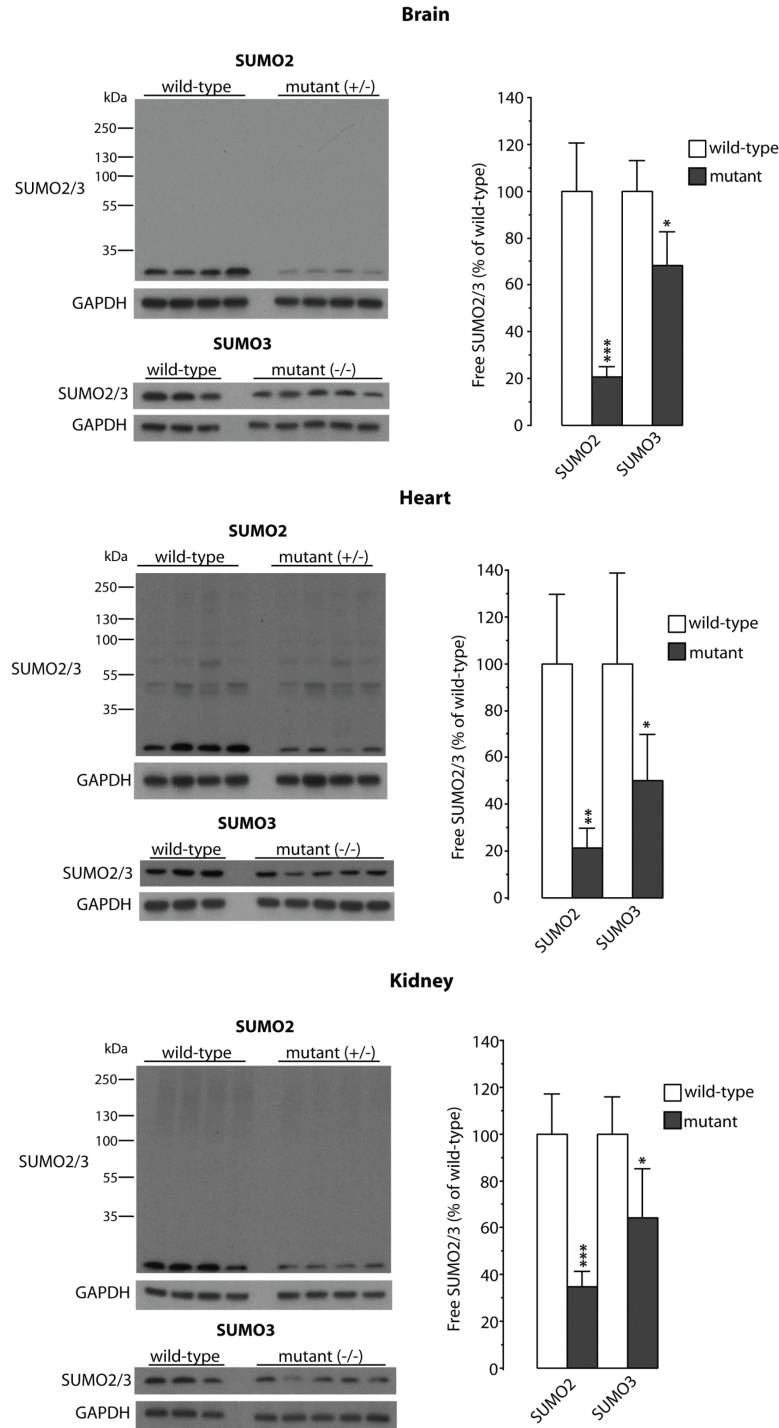 Brain
SUMO2
wild-type mutant (+/-)
kDa
250
130
100
SUMO2/3
55
35
GAPDH
SUMO3
wild-type mutant (-/-)
SUMO2/3
GAPDH
Free SUMO2/3 (% of wild-type)
140
120
100
80
60
40
20
0
wild-type
mutant
***
*
SUMO2
SUMO3
Heart
SUMO2
kDa wild-type mutant (+/-)
250
130
100
SUMO2/3
55
35
GAPDH
SUMO3
wild-type mutant (-/-)
SUMO2/3
GAPDH
Free SUMO2/3 (% of wild-type)
140
120
100
80
60
40
20
0
wild-type
mutant
**
*
SUMO2
SUMO3
Kidney
SUMO2
kDa wild-type mutant (+/-)
250
130
100
SUMO2/3
55
35
GAPDH
SUMO3
wild-type mutant (-/-)
SUMO2/3
GAPDH
Free SUMO2/3 (% of wild-type)
140
120
100
80
60
40
20
0
wild-type
mutant
***
*
SUMO2
SUMO3